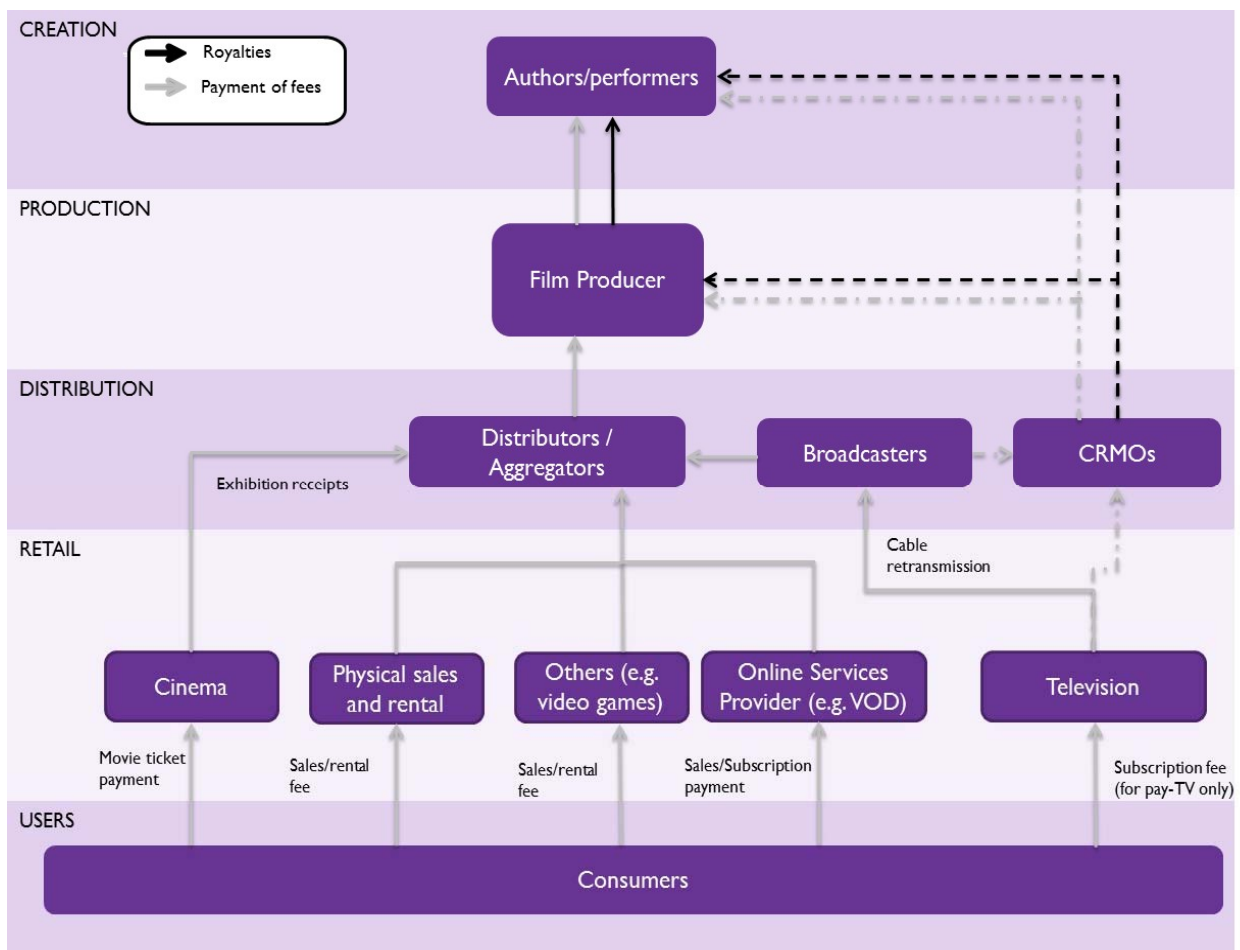 CREATION
Royalties
Payment of fees
Authors/performers
PRODUCTION
Film Producer
DISTRIBUTION
Distributors /
Aggregators
Broadcasters
CRMOs
Exhibition receipts
RETAIL
Cable
retransmission
Cinema
Physical sales
and rental
Others (e.g.
video games)
Online Services
Provider (e.g. VOD)
Television
Movie ticket
payment
Sales/rental
fee
Sales/rental
fee
Sales/Subscription
payment
Subscription fee
(for pay-TV only)
USERS
Consumers